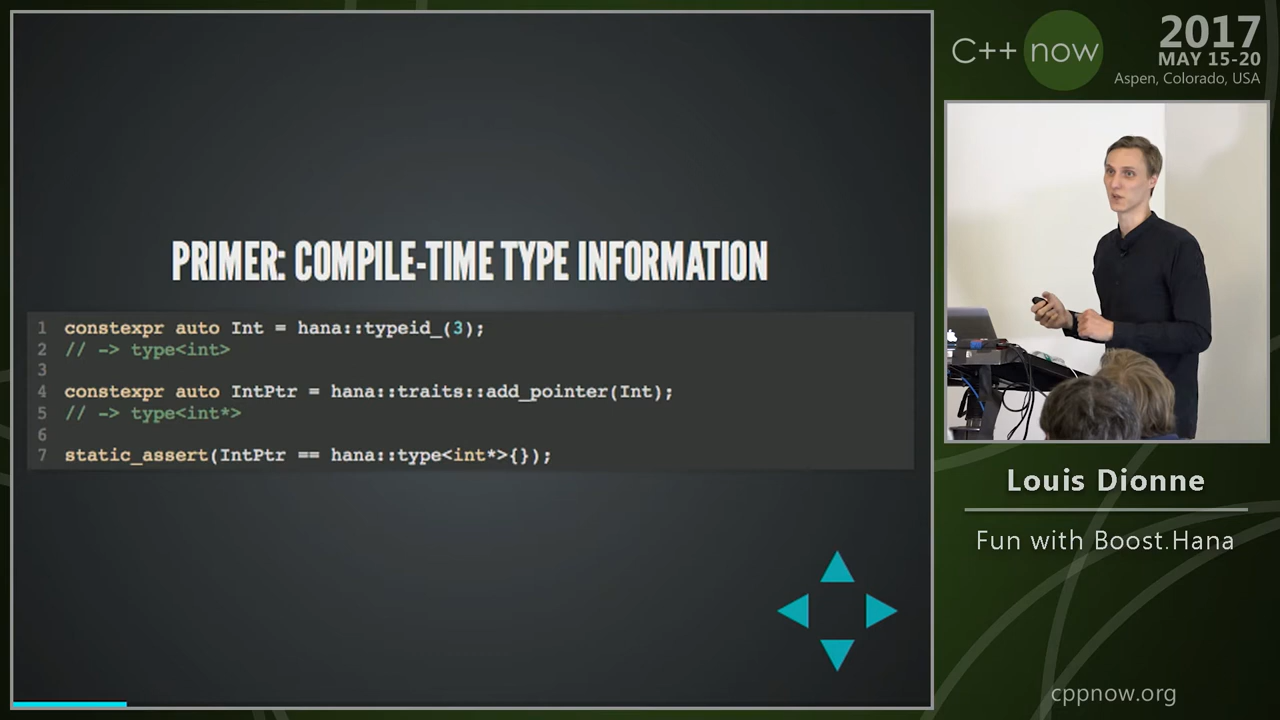 PRIMER: COMPILE-TIME TYPE INFORMATION
1 constexpr auto Int = hana::typeid_(3);
2 // -> type<int>
3
4 constexpr auto IntPtr = hana::traits::add_pointer(Int);
5 // -> type<int*>
6
7 static_assert(IntPtr == hana::type<int*>{});
C++ now
2017
MAY 15-20
Aspen, Colorado, USA
Louis Dionne
Fun with Boost.Hana
cppnow.org